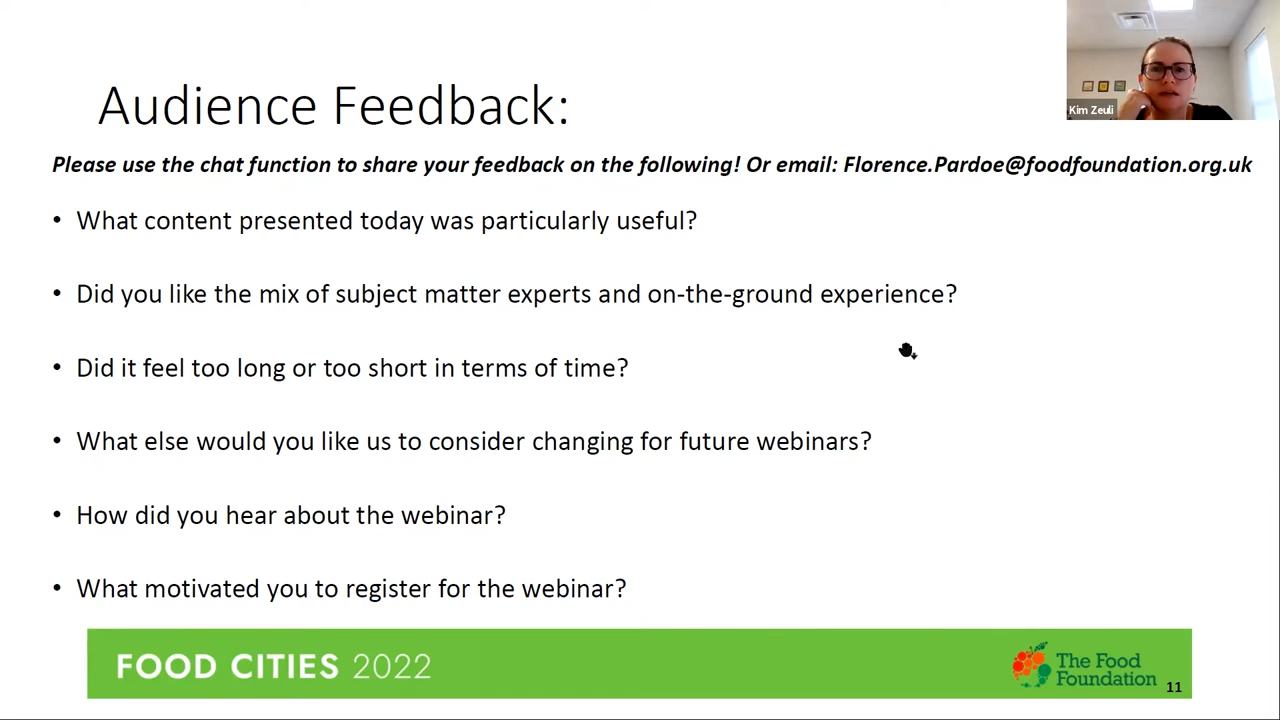 Kim Zeuli
Audience Feedback:
Please use the chat function to share your feedback on the following! Or email: Florence.Pardoe@foodfoundation.org.uk
• What content presented today was particularly useful?
• Did you like the mix of subject matter experts and on-the-ground experience?
• Did it feel too long or too short in terms of time?
• What else would you like us to consider changing for future webinars?
• How did you hear about the webinar?
• What motivated you to register for the webinar?
FOOD CITIES 2022
The Food
Foundation
11